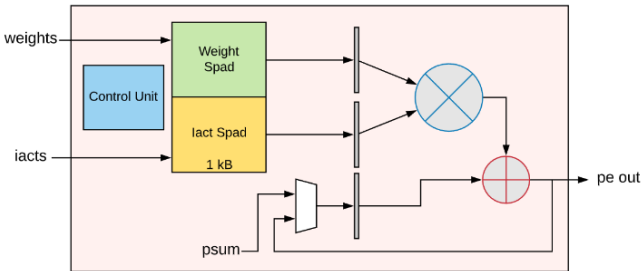 weights
Weight
Spad
Control Unit
Iact Spad
iacts
1 kB
pe out
psum